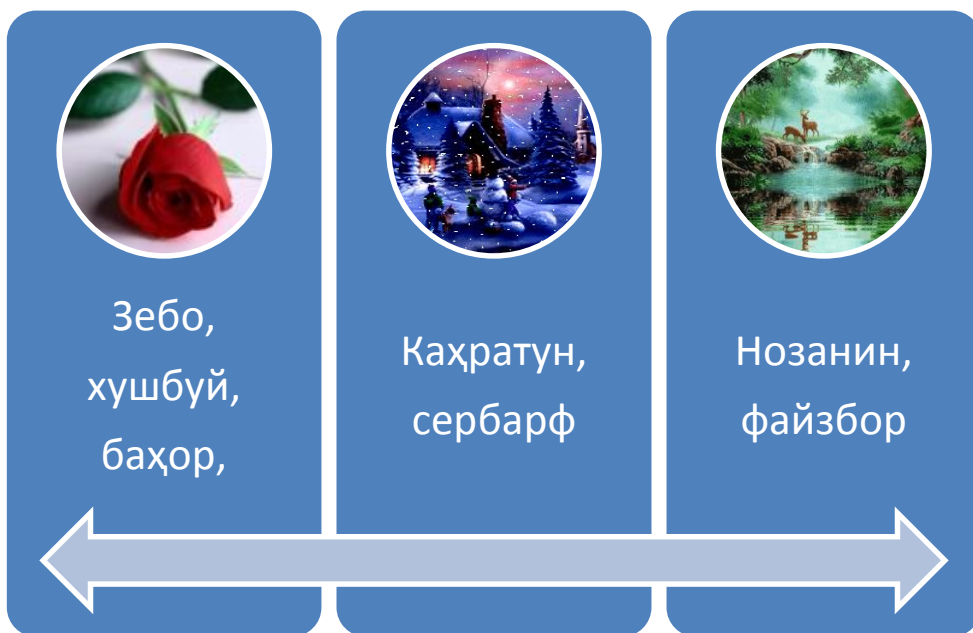 Зебо,
хушбуй,
баҳор,
Каҳратун,
сербарф
Нозанин,
файзбор